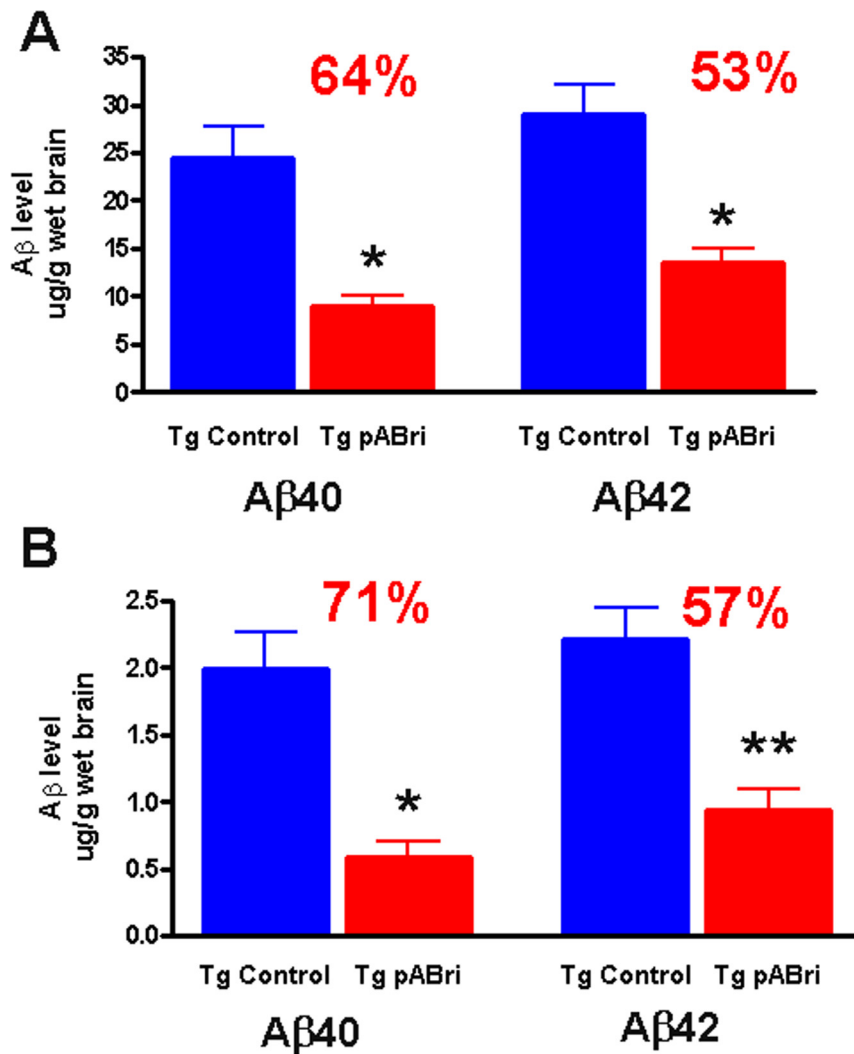 A
64%
53%
35
30
25
20
15
10
5
0
Aβ level
ug/g wet brain
*
*
Tg Control Tg pABri Tg Control Tg pABri
Aβ40 Aβ42
B
71%
57%
2.5
2.0
1.5
1.0
0.5
0.0
Aβ level
ug/g wet brain
*
**
Tg Control Tg pABri Tg Control Tg pABri
Aβ40 Aβ42